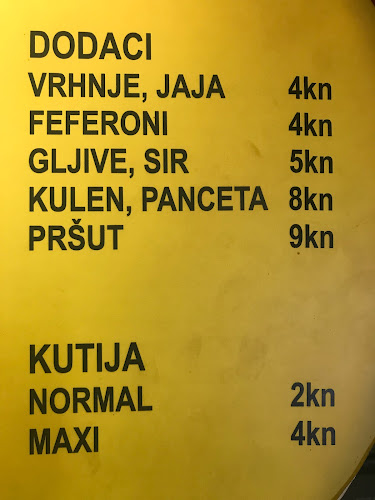 DODACI
VRHNJE, JAJA 4kn
FEFERONI 4kn
GLJIVE, SIR 5kn
KULEN, PANCETA 8kn
PRŠUT 9kn
KUTIJA
NORMAL 2kn
MAXI 4kn